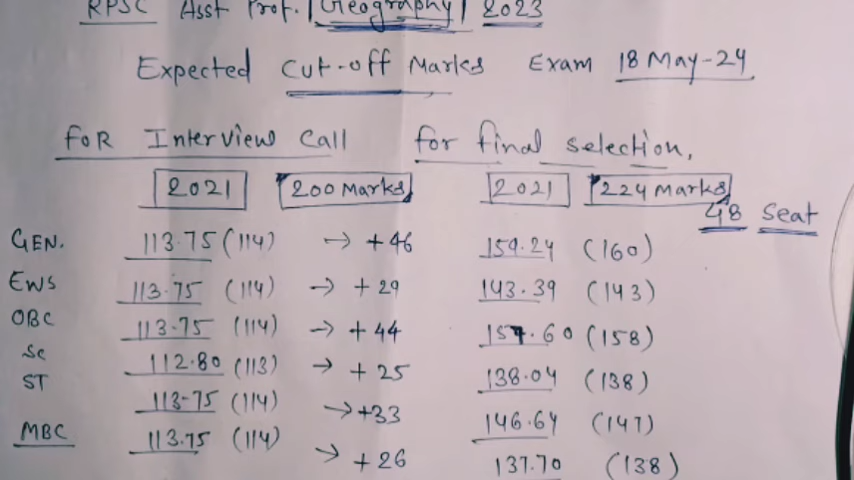 RPSC Asst Prof. |Geography| 2023
Expected Cut-off Marks Exam 18 May-24
FOR Interview Call for final selection,
2021 200 Marks 2021 224 Marks
48 Seat
GEN. 113.75 (114) → +46 159.24 (160)
EWS 113.75 (114) → +29 143.39 (143)
OBC 113.75 (114) → +44 157.60 (158)
SC 112.80 (113) → +25 138.04 (138)
ST 113.75 (114) → +33 146.64 (147)
MBC 113.75 (114) → +26 137.70 (138)